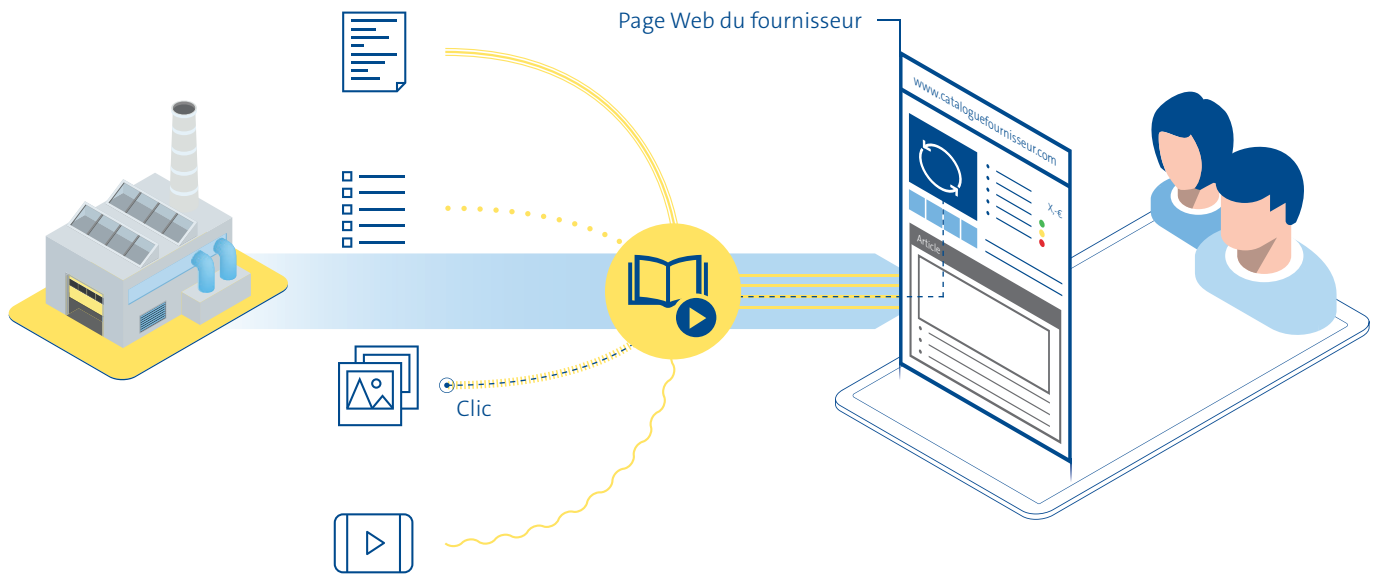 Page Web du fournisseur
www.cataloguefournisseur.com
X,-€
Article
Clic